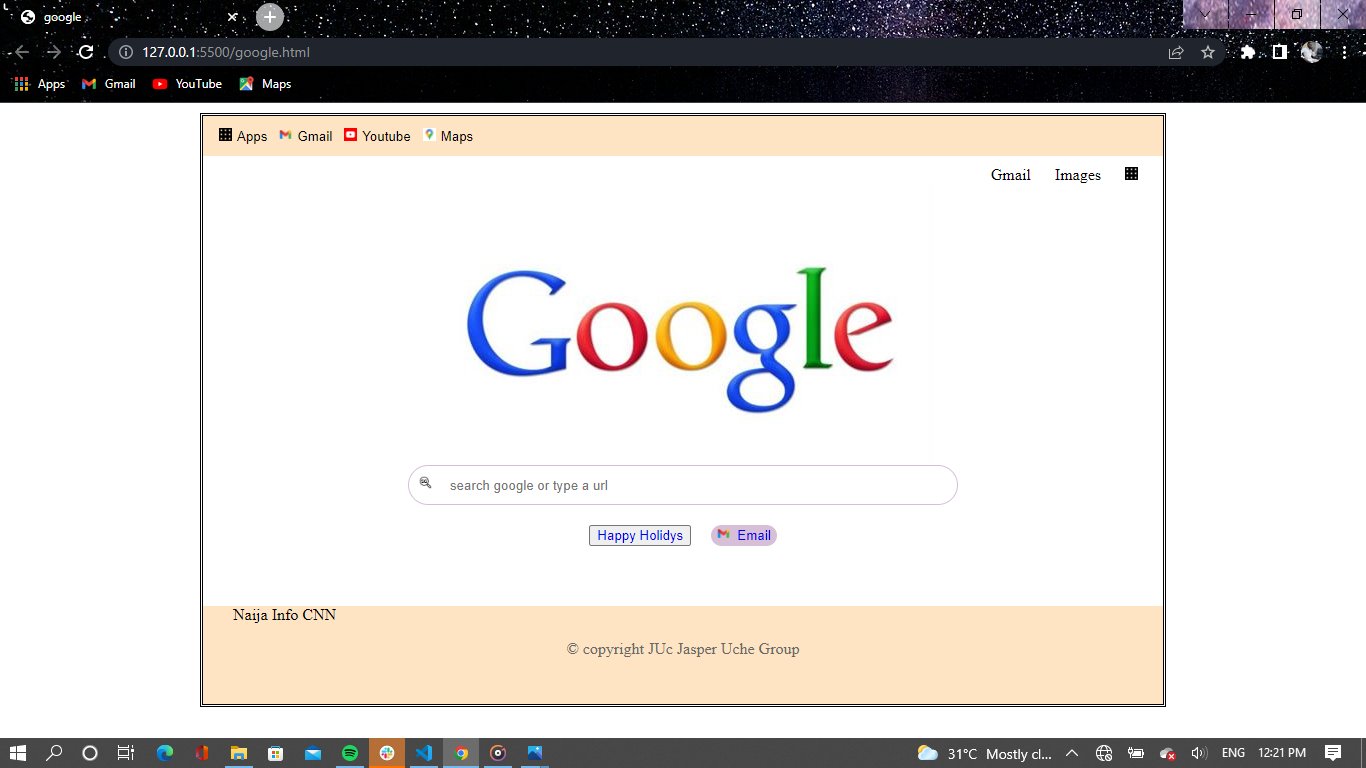 google
127.0.0.1:5500/google.html
Apps Gmail YouTube Maps
Apps Gmail Youtube Maps
Gmail Images
Google
search google or type a url
Happy Holidys Email
Naija Info CNN
© copyright JUc Jasper Uche Group
31°C Mostly cl... ENG 12:21 PM